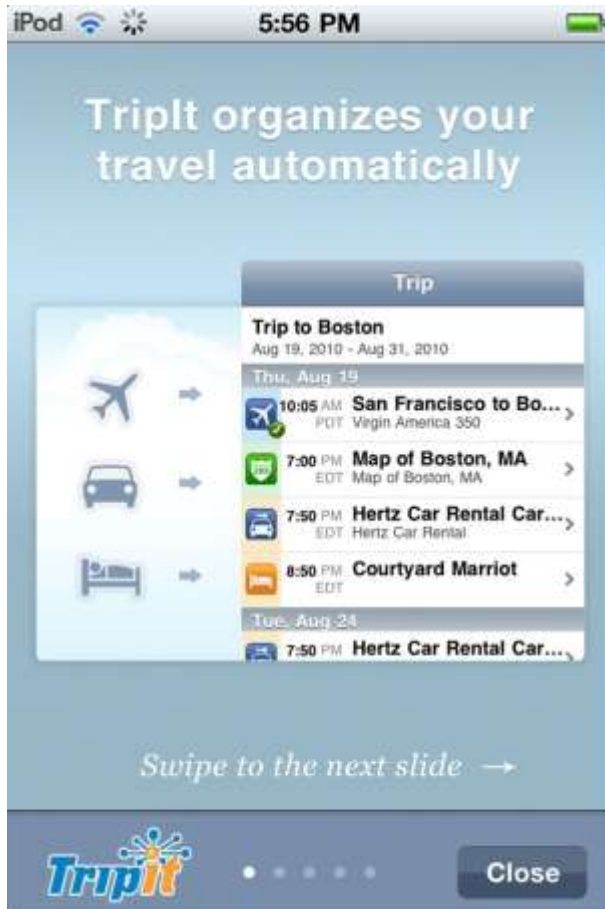 iPod 5:56 PM
TripIt organizes your
travel automatically
Trip
Trip to Boston
Aug 19, 2010 - Aug 31, 2010
Thu, Aug 19
10:05 AM San Francisco to Bo...
PDT Virgin America 350
7:00 PM Map of Boston, MA
EDT Map of Boston, MA
7:50 PM Hertz Car Rental Car...
EDT Hertz Car Rental
8:50 PM Courtyard Marriot
EDT
Tue, Aug 24
7:50 PM Hertz Car Rental Car...
Swipe to the next slide →
TripIt
Close